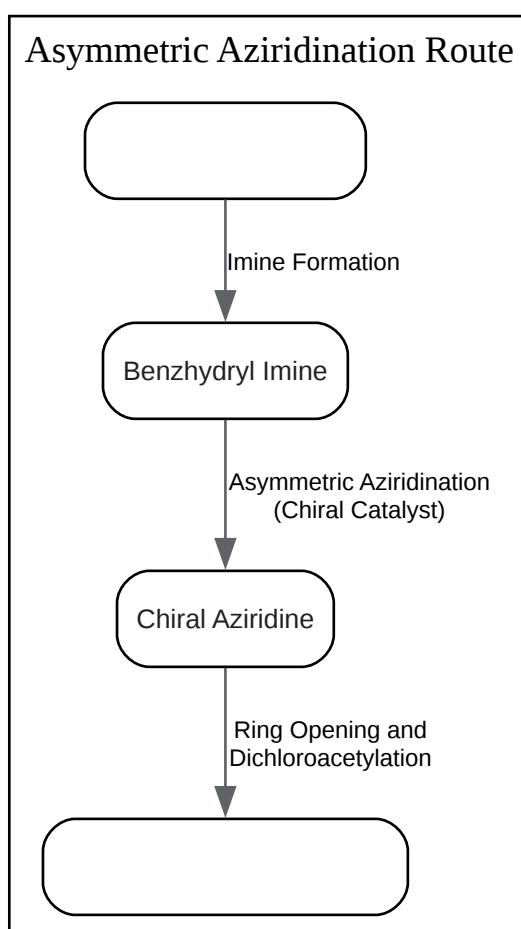 Asymmetric Aziridination Route
Imine Formation
Benzhydryl Imine
Asymmetric Aziridination
(Chiral Catalyst)
Chiral Aziridine
Ring Opening and
Dichloroacetylation